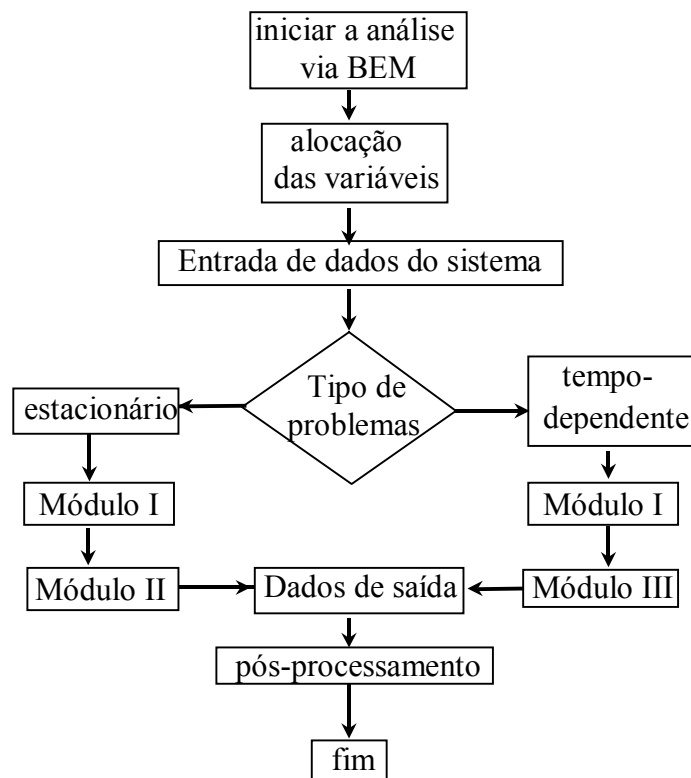 iniciar a análise
via BEM
alocação
das variáveis
Entrada de dados do sistema
Tipo de
problemas
estacionário
tempo-
dependente
Módulo I
Módulo I
Módulo II
Dados de saída
Módulo III
pós-processamento
fim